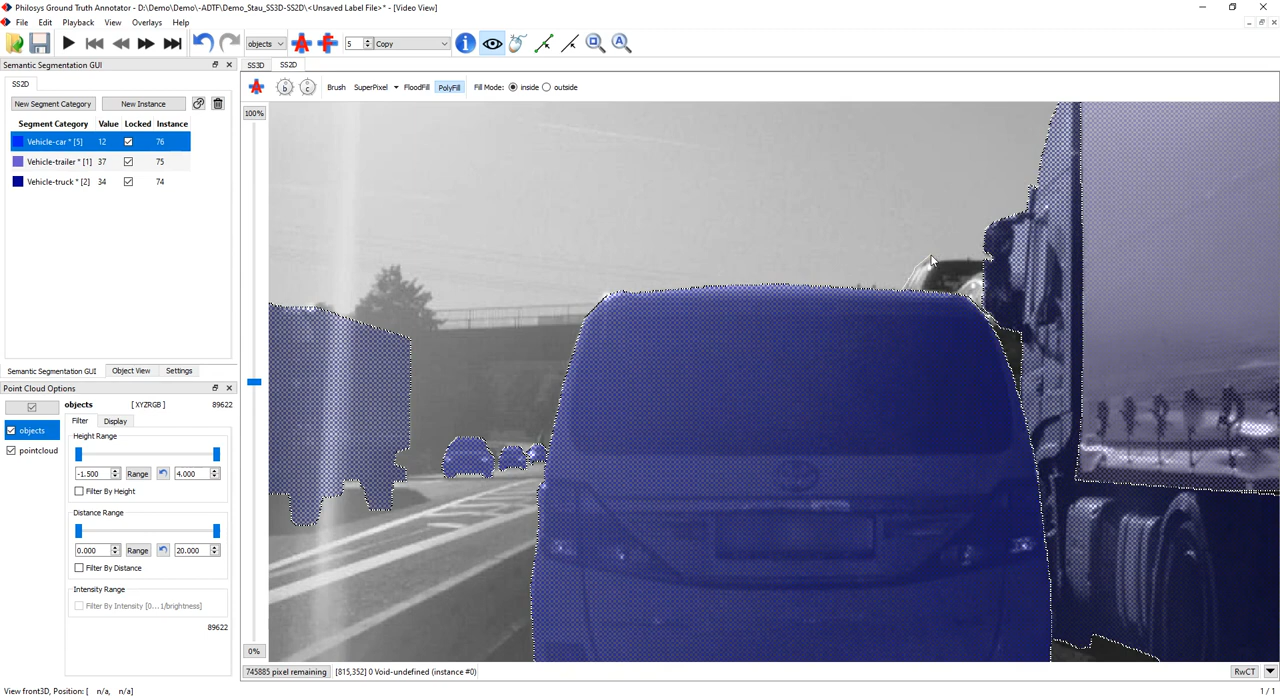 Philosys Ground Truth Annotator - D:\Demo\Demo\-ADTF\Demo_Stau_SS3D-SS2D\<Unsaved Label File>* - [Video View]
File Edit Playback View Overlays Help
objects 5 Copy
Semantic Segmentation GUI
SS3D SS2D
SS2D
Brush SuperPixel FloodFill PolyFill Fill Mode: inside outside
New Segment Category New Instance
100%
Segment Category Value Locked Instance
Vehicle-car * [5] 12 76
Vehicle-trailer * [1] 37 75
Vehicle-truck * [2] 34 74
Semantic Segmentation GUI Object View Settings
Point Cloud Options
objects [ XYZRGB ] 89622
objects
pointcloud
Filter Display
Height Range
-1.500 Range 4.000
Filter By Height
Distance Range
0.000 Range 20.000
Filter By Distance
Intensity Range
Filter By Intensity [0...1/brightness]
89622
0%
745885 pixel remaining [815,352] 0 Void-undefined (instance #0) RwCT
View front3D, Position: [ n/a, n/a] 1 / 1